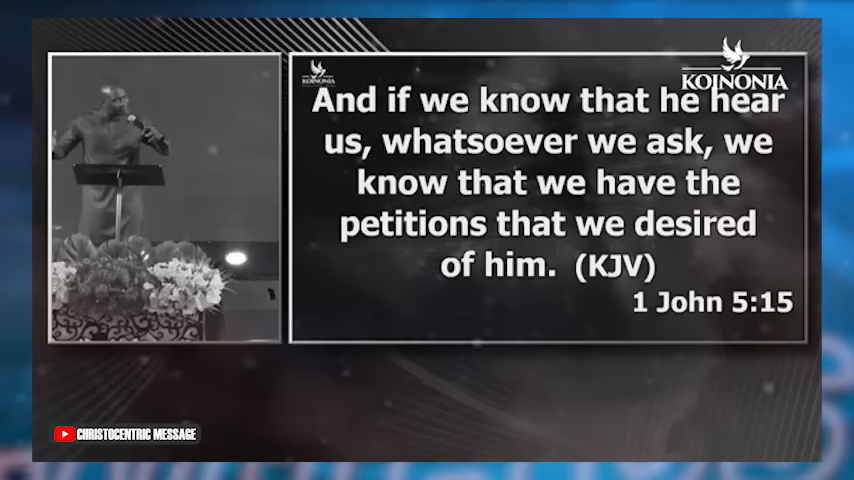 KOINONIA
KOINONIA
And if we know that he hear
us, whatsoever we ask, we
know that we have the
petitions that we desired
of him. (KJV)
1 John 5:15
CHRISTOCENTRIC MESSAGE